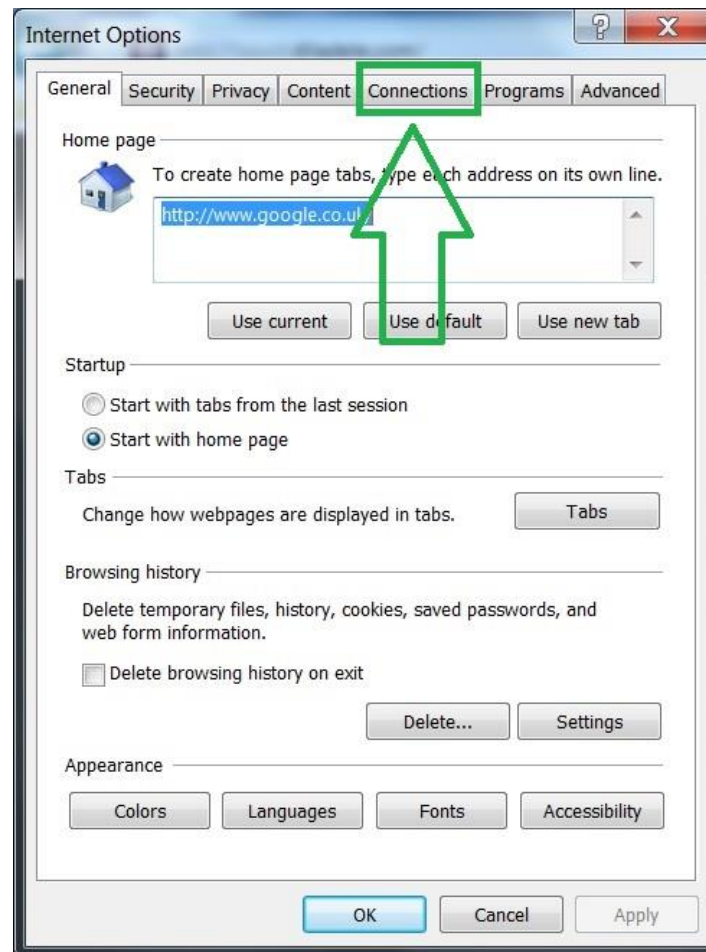 Internet Options
General Security Privacy Content Connections Programs Advanced
Home page
To create home page tabs, type each address on its own line.
http://www.google.co.uk/
Use current Use default Use new tab
Startup
Start with tabs from the last session
Start with home page
Tabs
Change how webpages are displayed in tabs. Tabs
Browsing history
Delete temporary files, history, cookies, saved passwords, and
web form information.
Delete browsing history on exit
Delete... Settings
Appearance
Colors Languages Fonts Accessibility
OK Cancel Apply